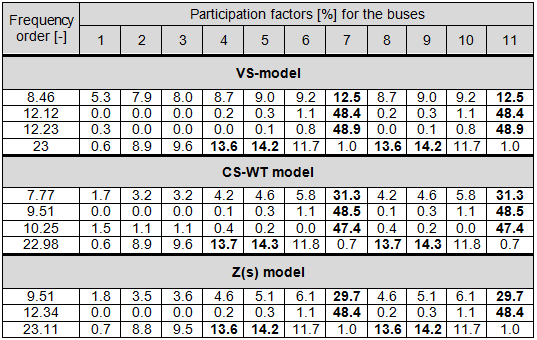 Frequency order [-] Participation factors [%] for the buses
1 2 3 4 5 6 7 8 9 10 11
VS-model
8.46 5.3 7.9 8.0 8.7 9.0 9.2 12.5 8.7 9.0 9.2 12.5
12.12 0.0 0.0 0.0 0.2 0.3 1.1 48.4 0.2 0.3 1.1 48.4
12.23 0.3 0.0 0.0 0.0 0.1 0.8 48.9 0.0 0.1 0.8 48.9
23 0.6 8.9 9.6 13.6 14.2 11.7 1.0 13.6 14.2 11.7 1.0
CS-WT model
7.77 1.7 3.2 3.2 4.2 4.6 5.8 31.3 4.2 4.6 5.8 31.3
9.51 0.0 0.0 0.0 0.1 0.3 1.1 48.5 0.1 0.3 1.1 48.5
10.25 1.5 1.1 1.1 0.4 0.2 0.0 47.4 0.4 0.2 0.0 47.4
22.98 0.6 8.9 9.6 13.7 14.3 11.8 0.7 13.7 14.3 11.8 0.7
Z(s) model
9.51 1.8 3.5 3.6 4.6 5.1 6.1 29.7 4.6 5.1 6.1 29.7
12.34 0.0 0.0 0.0 0.2 0.3 1.1 48.4 0.2 0.3 1.1 48.4
23.11 0.7 8.8 9.5 13.6 14.2 11.7 1.0 13.6 14.2 11.7 1.0